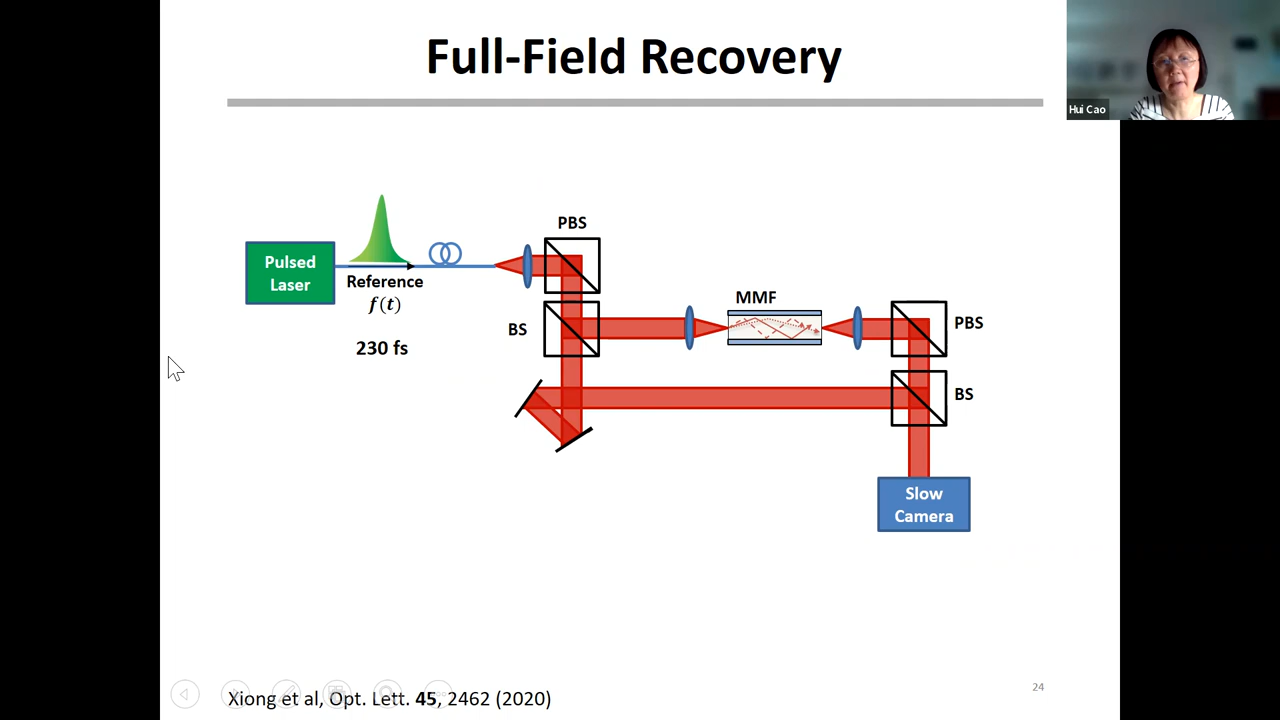 Full-Field Recovery
Hui Cao
PBS
Pulsed
Laser
Reference
f(t)
230 fs
BS
MMF
PBS
BS
Slow
Camera
24
Xiong et al, Opt. Lett. 45, 2462 (2020)